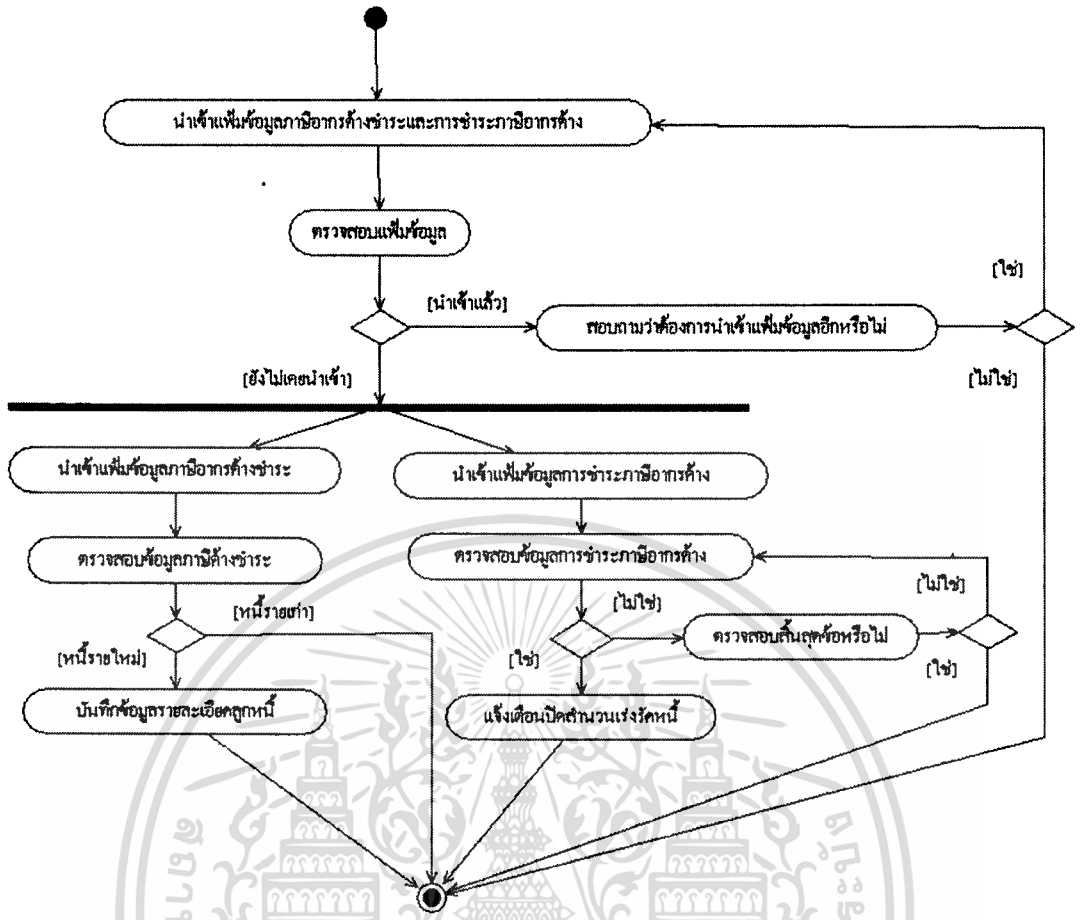 นำเข้าแฟ้มข้อมูลภาษีอากรค้างชำระและการชำระภาษีอากรค้าง
ตรวจสอบแฟ้มข้อมูล
[ใช่]
[นำเข้าแล้ว]
สอบถามว่าต้องการนำเข้าแฟ้มข้อมูลอีกหรือไม่
[ยังไม่เคยนำเข้า]
[ไม่ใช่]
นำเข้าแฟ้มข้อมูลภาษีอากรค้างชำระ
นำเข้าแฟ้มข้อมูลการชำระภาษีอากรค้าง
ตรวจสอบข้อมูลภาษีค้างชำระ
ตรวจสอบข้อมูลการชำระภาษีอากรค้าง
[หนี้รายเก่า]
[ไม่ใช่]
[ไม่ใช่]
ตรวจสอบสิ้นสุดข้อหรือไม่
[หนี้รายใหม่]
[ใช่]
[ใช่]
บันทึกข้อมูลรายละเอียดลูกหนี้
แจ้งเตือนปิดสำนวนเร่งรัดหนี้